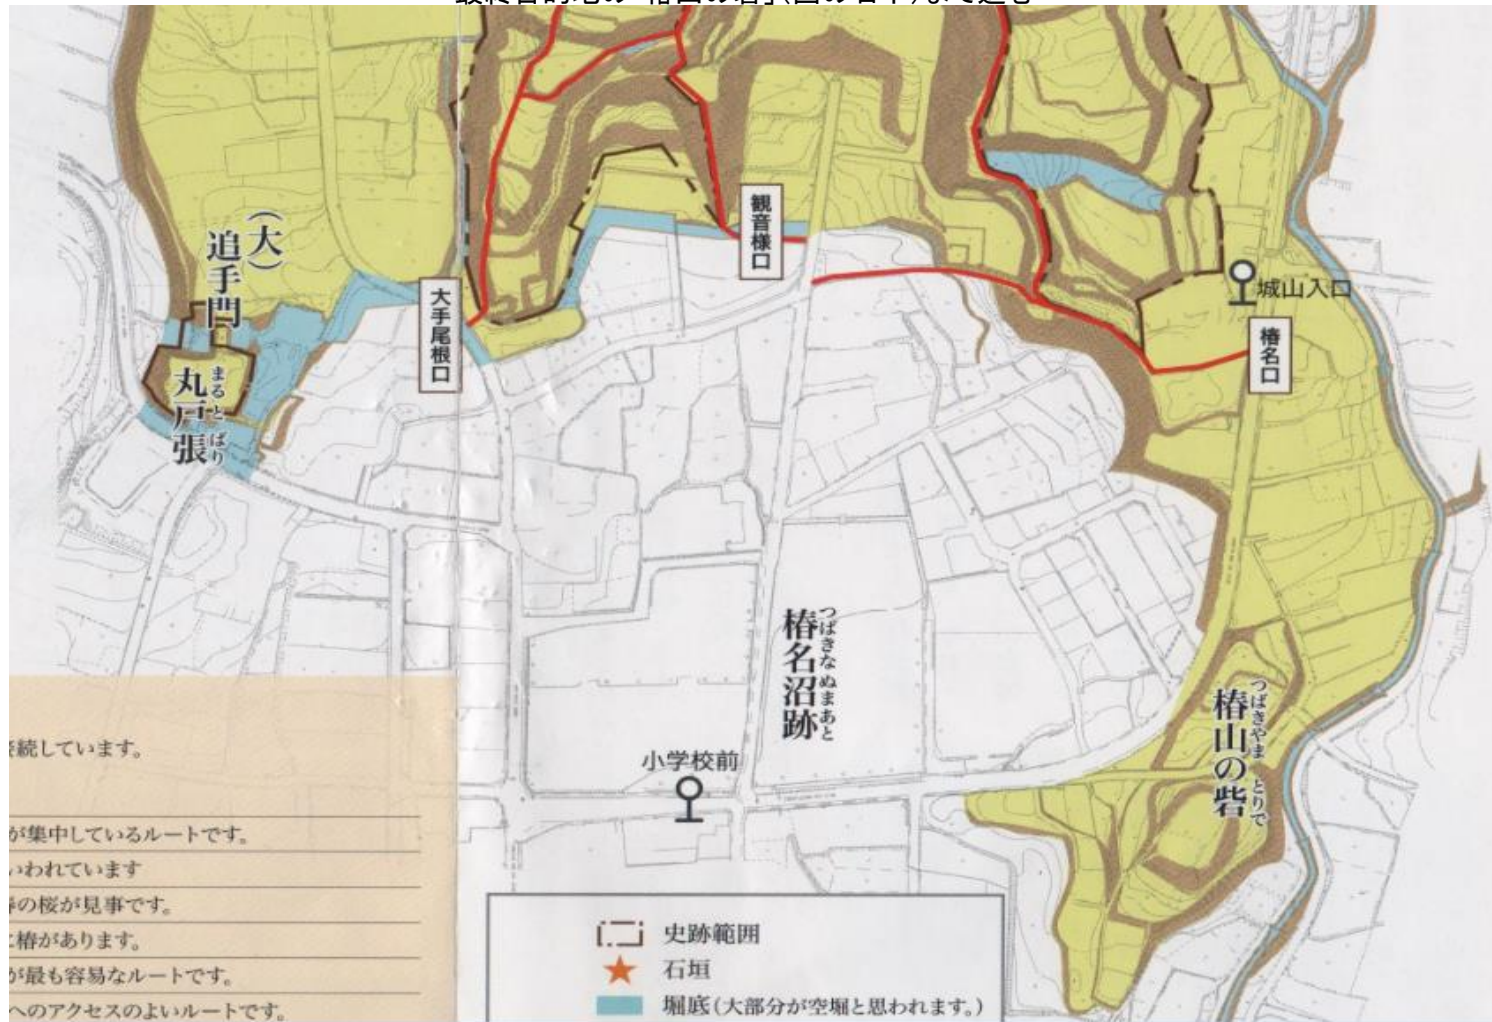 観音様口
(大)
追手門
大手尾根口
城山入口
椿名口
まるとばり
丸戸張
つばきなぬまあと
椿名沼跡
つばきやま とりで
椿山の砦
小学校前
続しています。
が集中しているルートです。
いわれています
の桜が見事です。
椿があります。
が最も容易なルートです。
へのアクセスのよいルートです。
史跡範囲
石垣
堀底(大部分が空堀と思われます。)